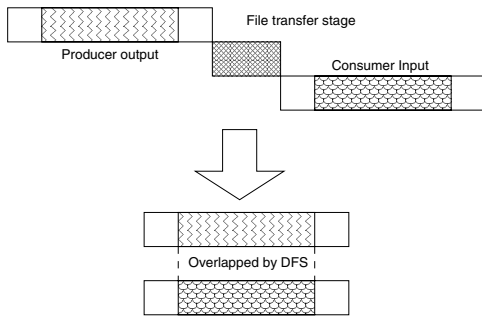 File transfer stage
Producer output
Consumer Input
Overlapped by DFS